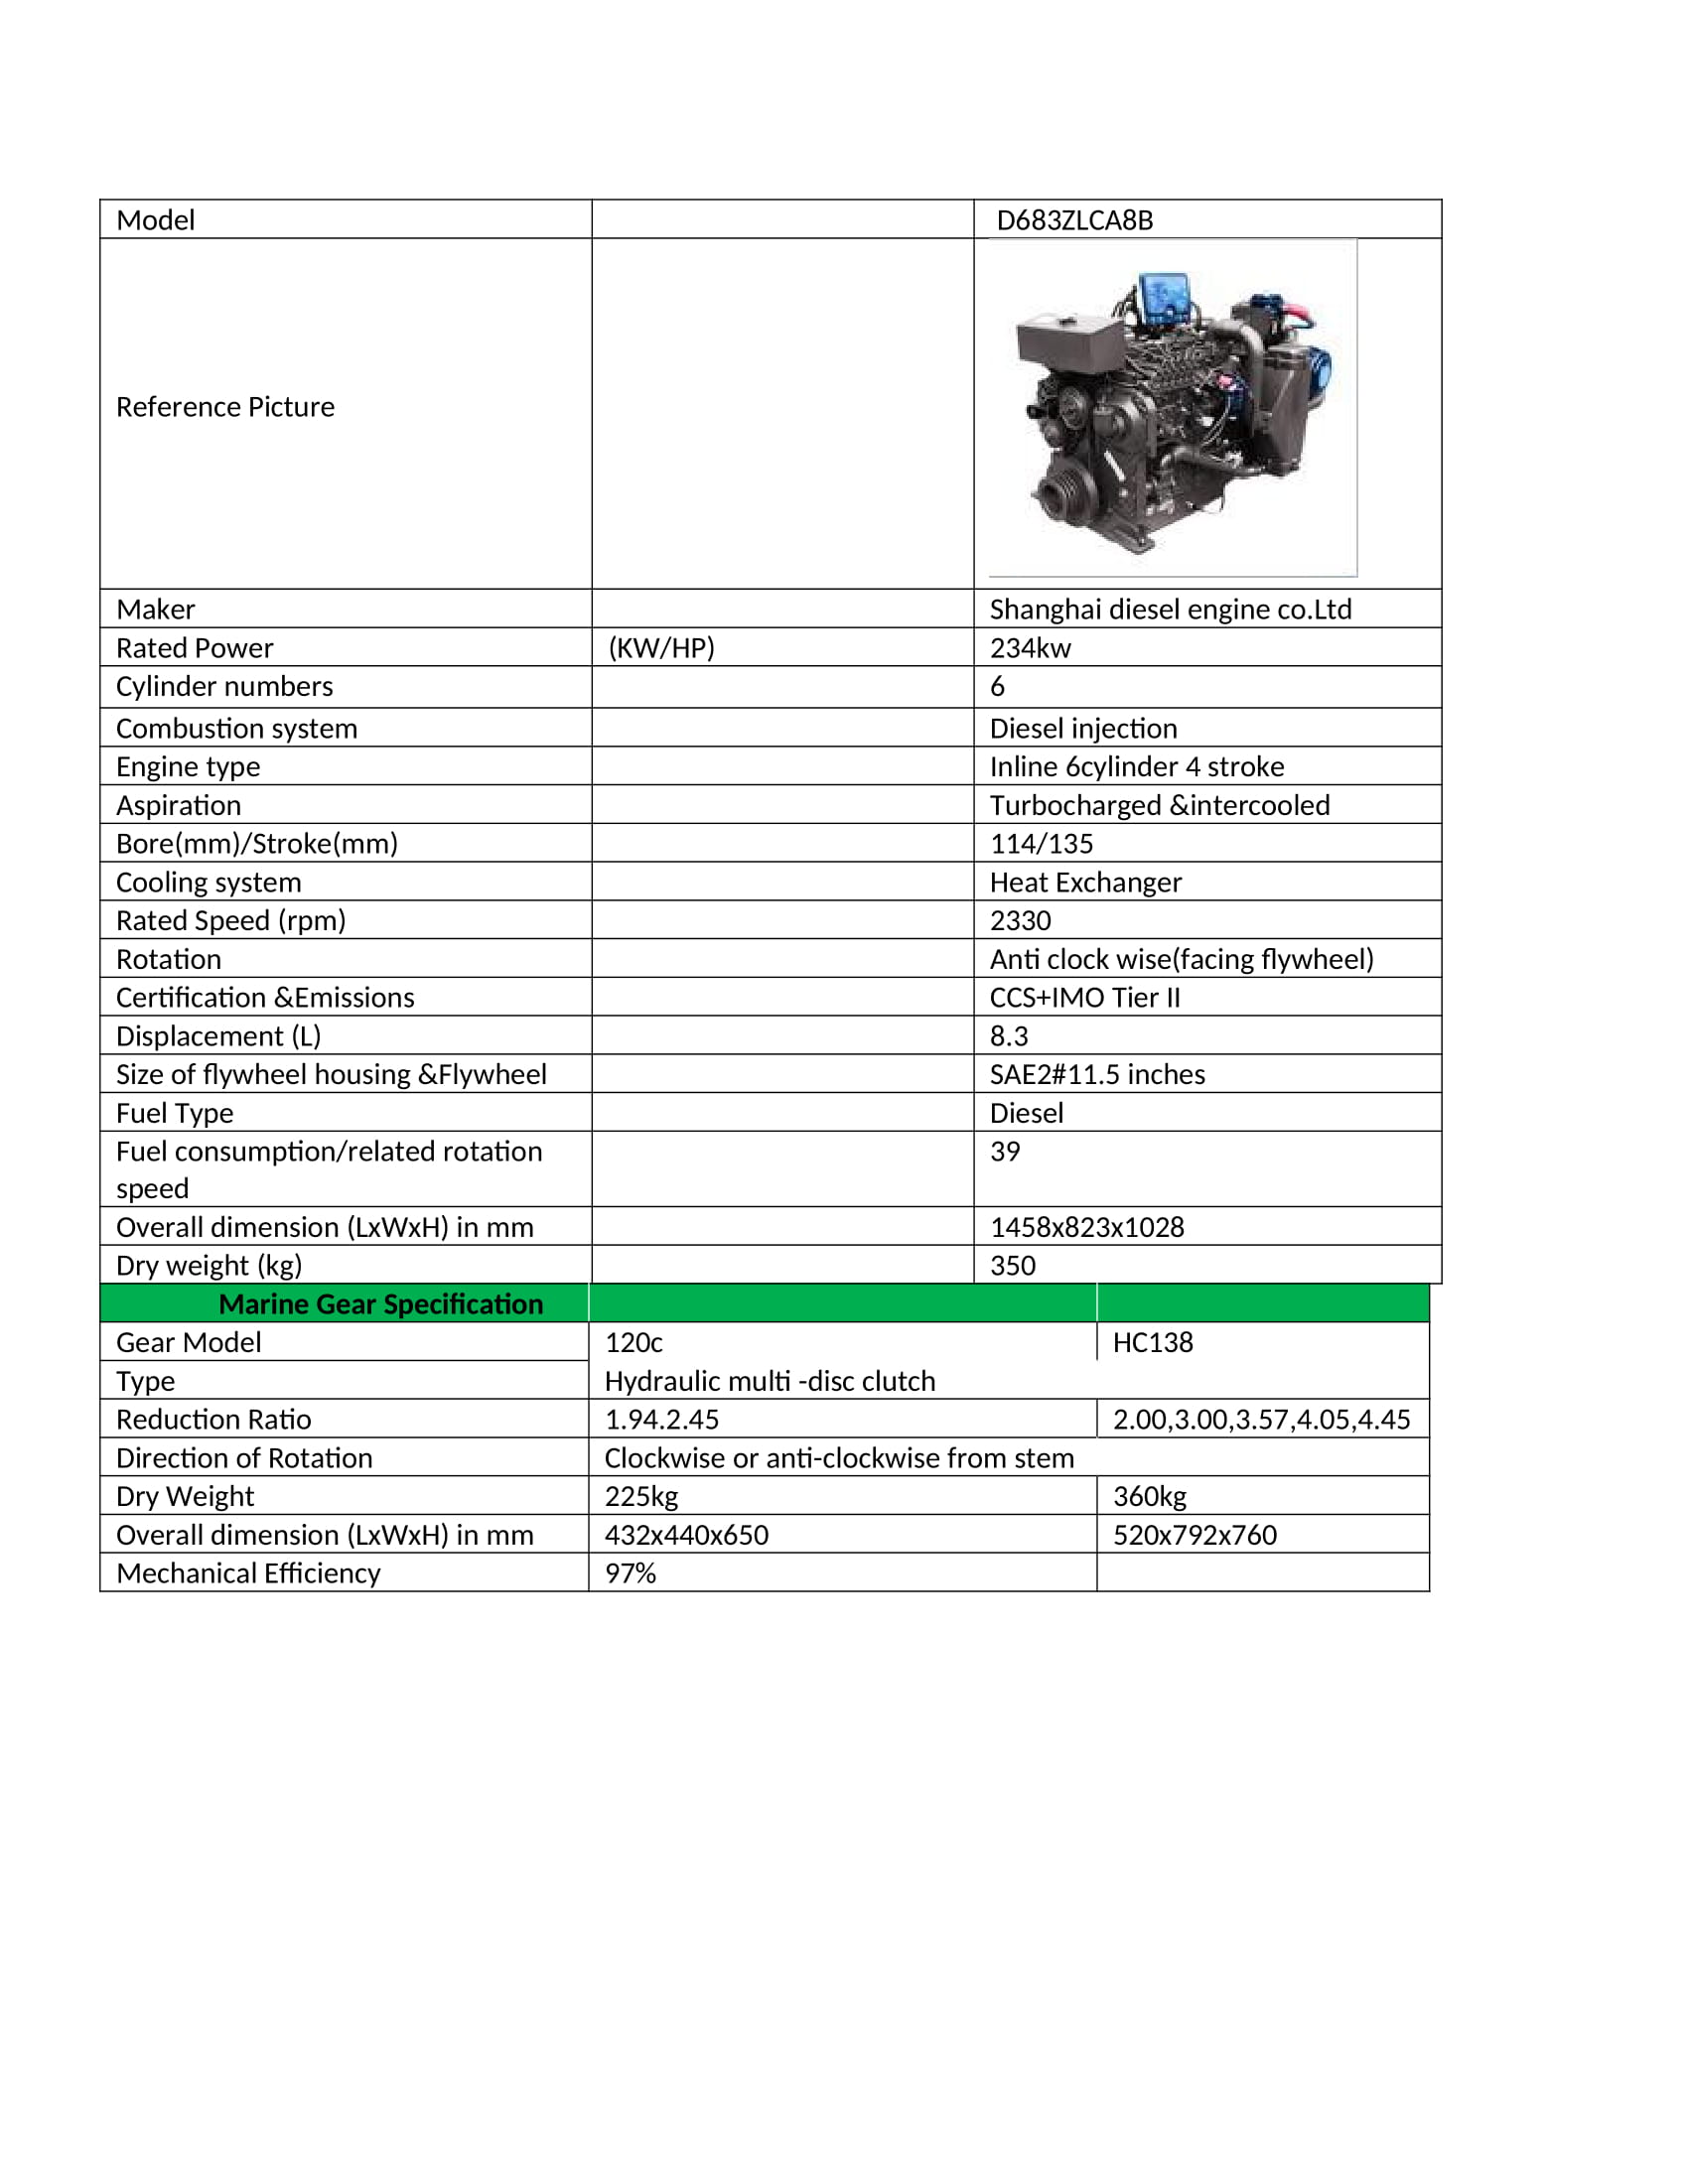 Model D683ZLCA8B
Reference Picture
Maker Shanghai diesel engine co.Ltd
Rated Power (KW/HP) 234kw
Cylinder numbers 6
Combustion system Diesel injection
Engine type Inline 6cylinder 4 stroke
Aspiration Turbocharged &intercooled
Bore(mm)/Stroke(mm) 114/135
Cooling system Heat Exchanger
Rated Speed (rpm) 2330
Rotation Anti clock wise(facing flywheel)
Certification &Emissions CCS+IMO Tier II
Displacement (L) 8.3
Size of flywheel housing &Flywheel SAE2#11.5 inches
Fuel Type Diesel
Fuel consumption/related rotation 39
speed
Overall dimension (LxWxH) in mm 1458x823x1028
Dry weight (kg) 350
Marine Gear Specification
Gear Model 120c HC138
Type Hydraulic multi -disc clutch
Reduction Ratio 1.94.2.45 2.00,3.00,3.57,4.05,4.45
Direction of Rotation Clockwise or anti-clockwise from stem
Dry Weight 225kg 360kg
Overall dimension (LxWxH) in mm 432x440x650 520x792x760
Mechanical Efficiency 97%